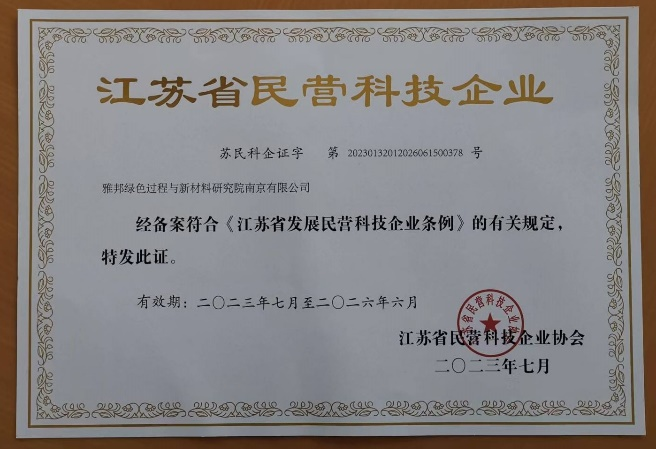 江苏省民营科技企业
苏民科企证字 第 20230132012026061500378 号
雅邦绿色过程与新材料研究院南京有限公司
经备案符合《江苏省发展民营科技企业条例》的有关规定，
特发此证。
有效期：二〇二三年七月至二〇二六年六月
江苏省民营科技企业协会
二〇二三年七月